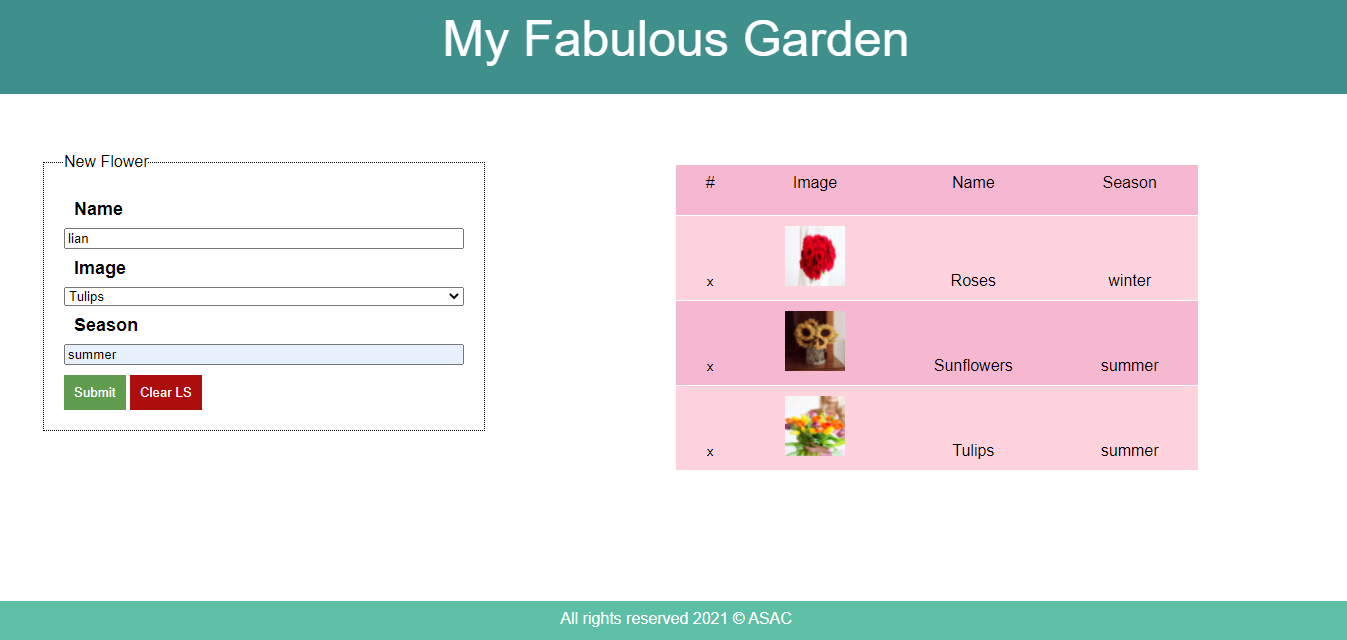 My Fabulous Garden
New Flower
Name
lian
Image
Tulips
Season
summer
Submit Clear LS
# Image Name Season
x Roses winter
x Sunflowers summer
x Tulips summer
All rights reserved 2021 © ASAC